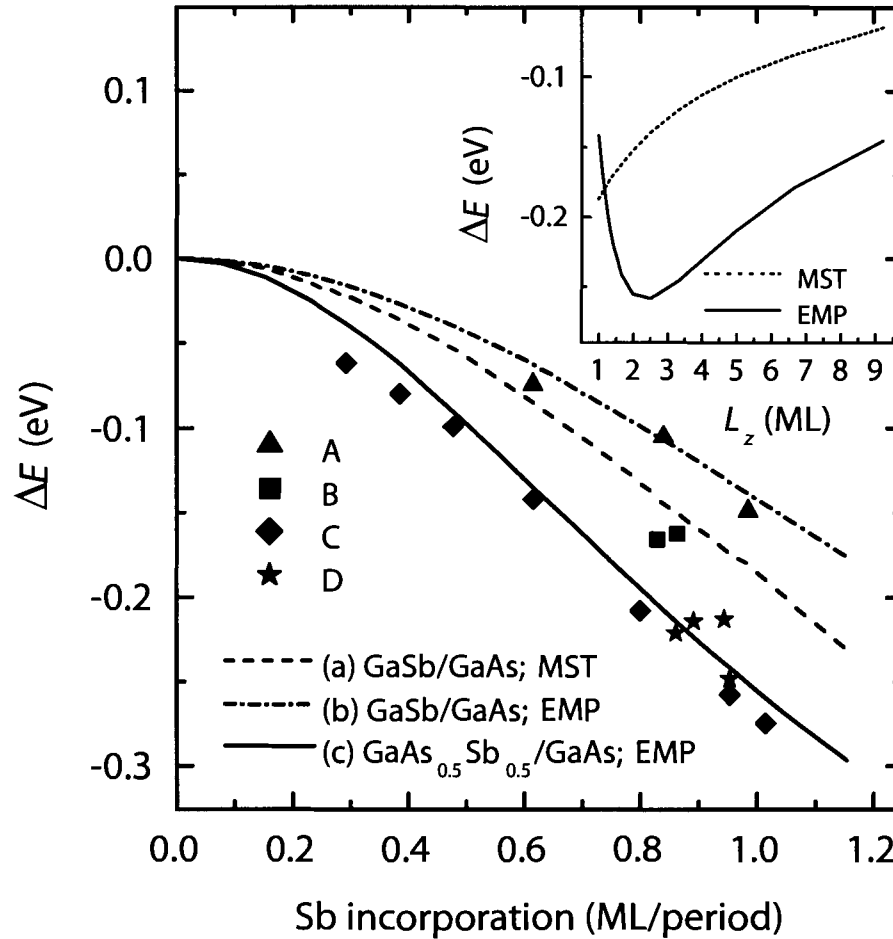 0.1
0.0
-0.1
-0.2
-0.3
ΔE (eV)
A
B
C
D
(a) GaSb/GaAs; MST
(b) GaSb/GaAs; EMP
(c) GaAs0.5Sb0.5/GaAs; EMP
0.0 0.2 0.4 0.6 0.8 1.0 1.2
Sb incorporation (ML/period)
-0.1
-0.2
ΔE (eV)
MST
EMP
1 2 3 4 5 6 7 8 9
Lz (ML)